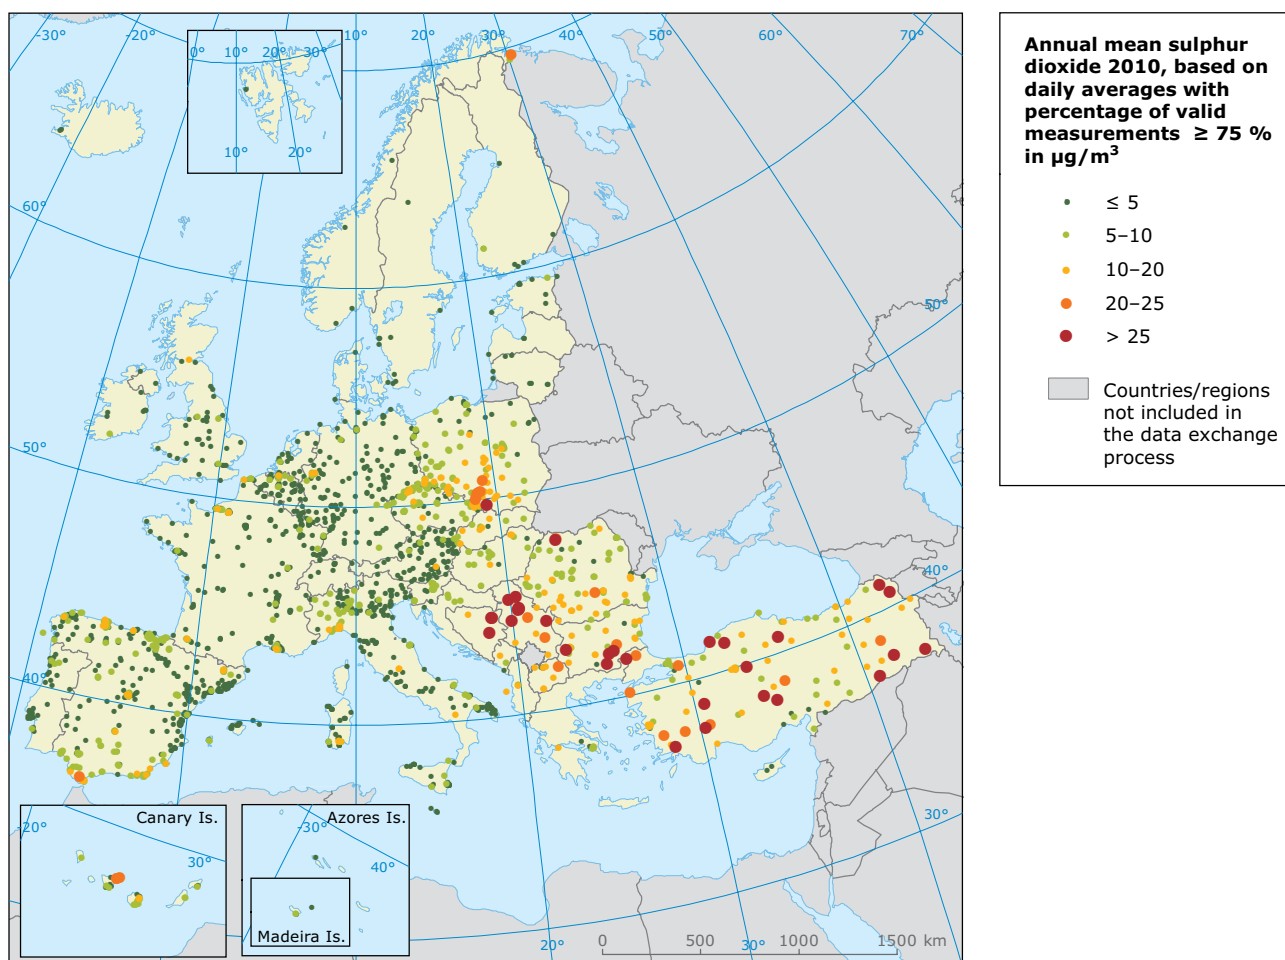 -30°
-20°
-10°
0°
10°
20°
30°
40°
50°
60°
70°
0°
10°
20°
30°
10°
20°
60°
50°
40°
50°
40°
30°
20°
30°
Canary Is.
-20°
30°
Azores Is.
-30°
40°
Madeira Is.
0
500
1000
1500 km
Annual mean sulphur
dioxide 2010, based on
daily averages with
percentage of valid
measurements ≥ 75 %
in µg/m³
≤ 5
5–10
10–20
20–25
> 25
Countries/regions
not included in
the data exchange
process